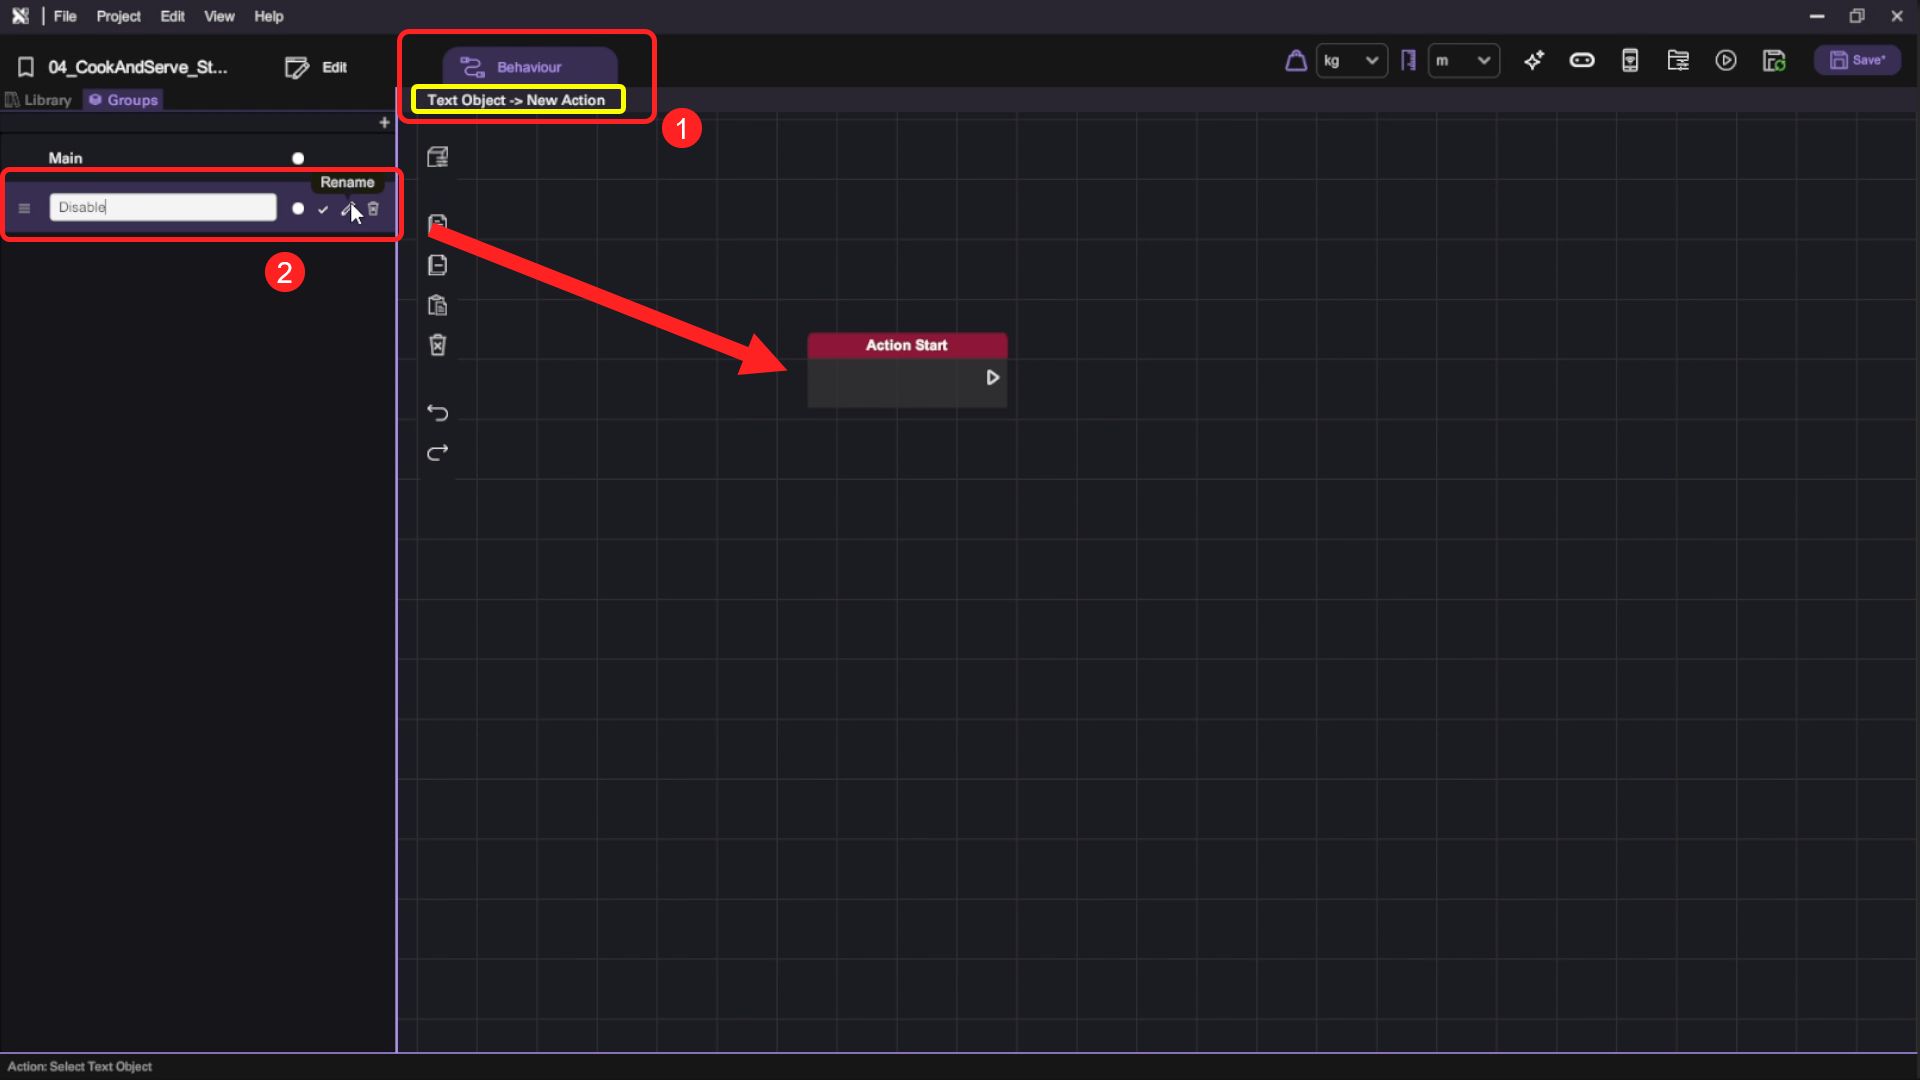 File Project Edit View Help
04_CookAndServe_St... Edit
Behaviour
kg m Save*
Library Groups
Text Object -> New Action
1
+
Main
Rename
Disable
2
Action Start
Action: Select Text Object